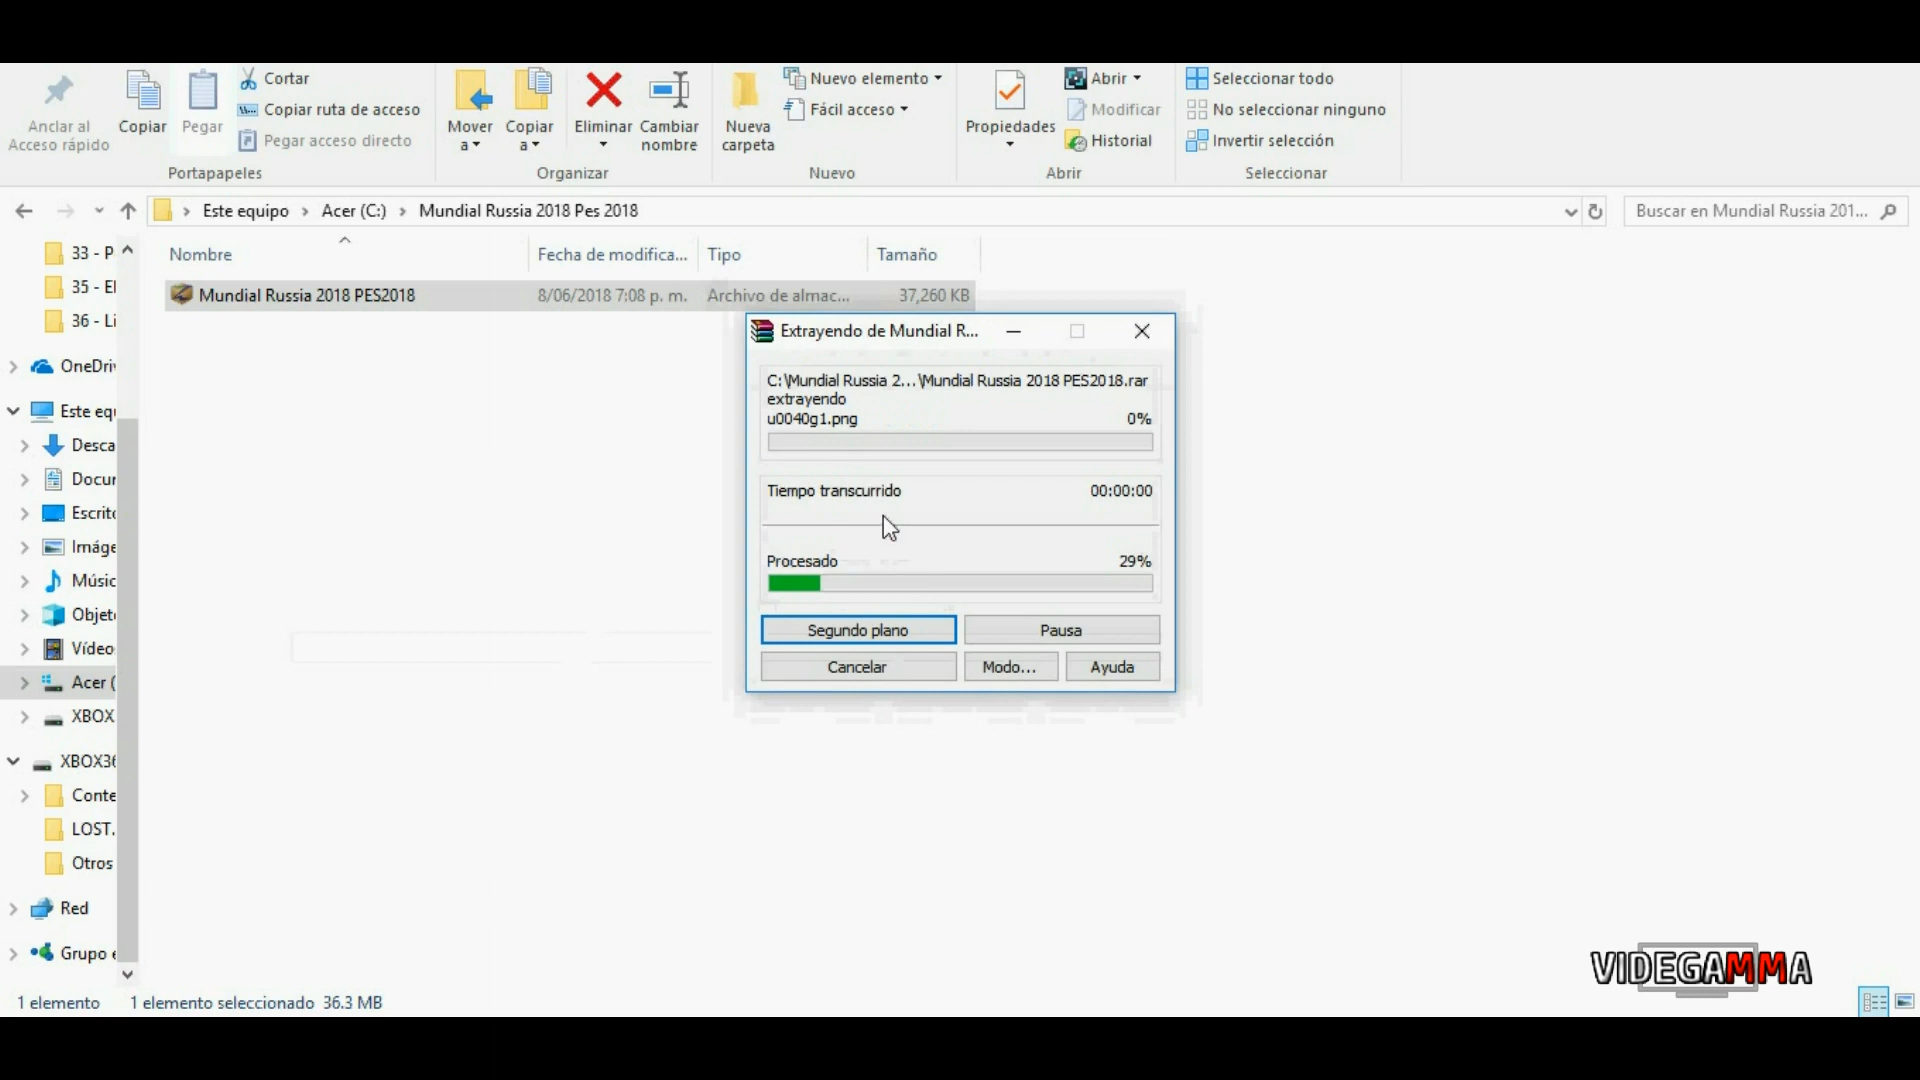 Anclar al
Acceso rápido
Copiar
Pegar
Cortar
Copiar ruta de acceso
Pegar acceso directo
Portapapeles
Mover
a
Copiar
a
Eliminar
Cambiar
nombre
Organizar
Nueva
carpeta
Nuevo elemento
Fácil acceso
Nuevo
Propiedades
Abrir
Modificar
Historial
Abrir
Seleccionar todo
No seleccionar ninguno
Invertir selección
Seleccionar
Este equipo > Acer (C:) > Mundial Russia 2018 Pes 2018
Buscar en Mundial Russia 201...
33 - P
35 - El
36 - Li
OneDriv
Este equ
Desca
Docur
Escrito
Imáge
Músic
Objeto
Vídeo
Acer (
XBOX
XBOX36
Conte
LOST.
Otros
Red
Grupo e
Nombre Fecha de modifica... Tipo Tamaño
Mundial Russia 2018 PES2018 8/06/2018 7:08 p. m. Archivo de almac... 37,260 KB
Extrayendo de Mundial R...
C:\Mundial Russia 2...\Mundial Russia 2018 PES2018.rar
extrayendo
u0040g1.png 0%
Tiempo transcurrido 00:00:00
Procesado 29%
Segundo plano Pausa
Cancelar Modo... Ayuda
VIDEGAMMA
1 elemento 1 elemento seleccionado 36.3 MB